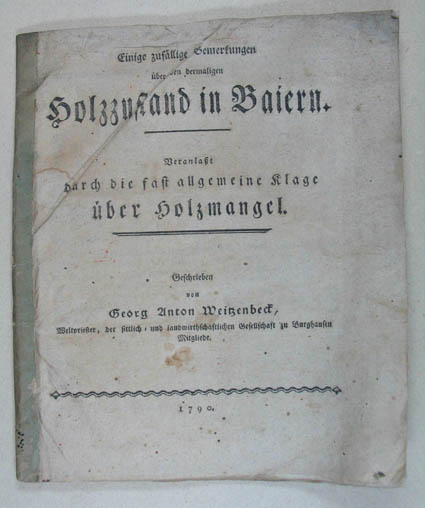 Einige zufällige Bemerkungen
über den dermaligen
Holzzustand in Baiern.
Veranlaßt
durch die fast allgemeine Klage
über Holzmangel.
Geschrieben
von
Georg Anton Weitzenbeck,
Weltpriester, der sittlich- und landwirthschaftlichen Gesellschaft zu Burghausen
Mitgliede.
1790.